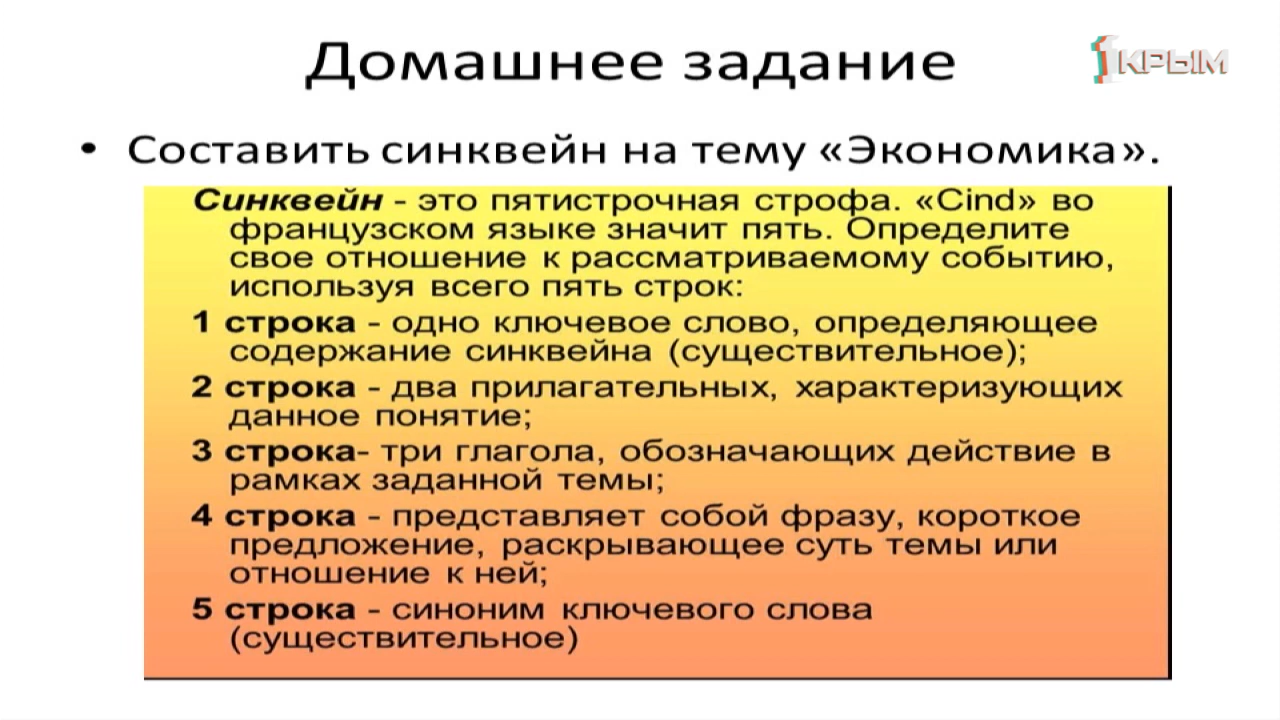 Домашнее задание
1КРЫМ
• Составить синквейн на тему «Экономика».
Синквейн - это пятистрочная строфа. «Cind» во
французском языке значит пять. Определите
свое отношение к рассматриваемому событию,
используя всего пять строк:
1 строка - одно ключевое слово, определяющее
содержание синквейна (существительное);
2 строка - два прилагательных, характеризующих
данное понятие;
3 строка- три глагола, обозначающих действие в
рамках заданной темы;
4 строка - представляет собой фразу, короткое
предложение, раскрывающее суть темы или
отношение к ней;
5 строка - синоним ключевого слова
(существительное)